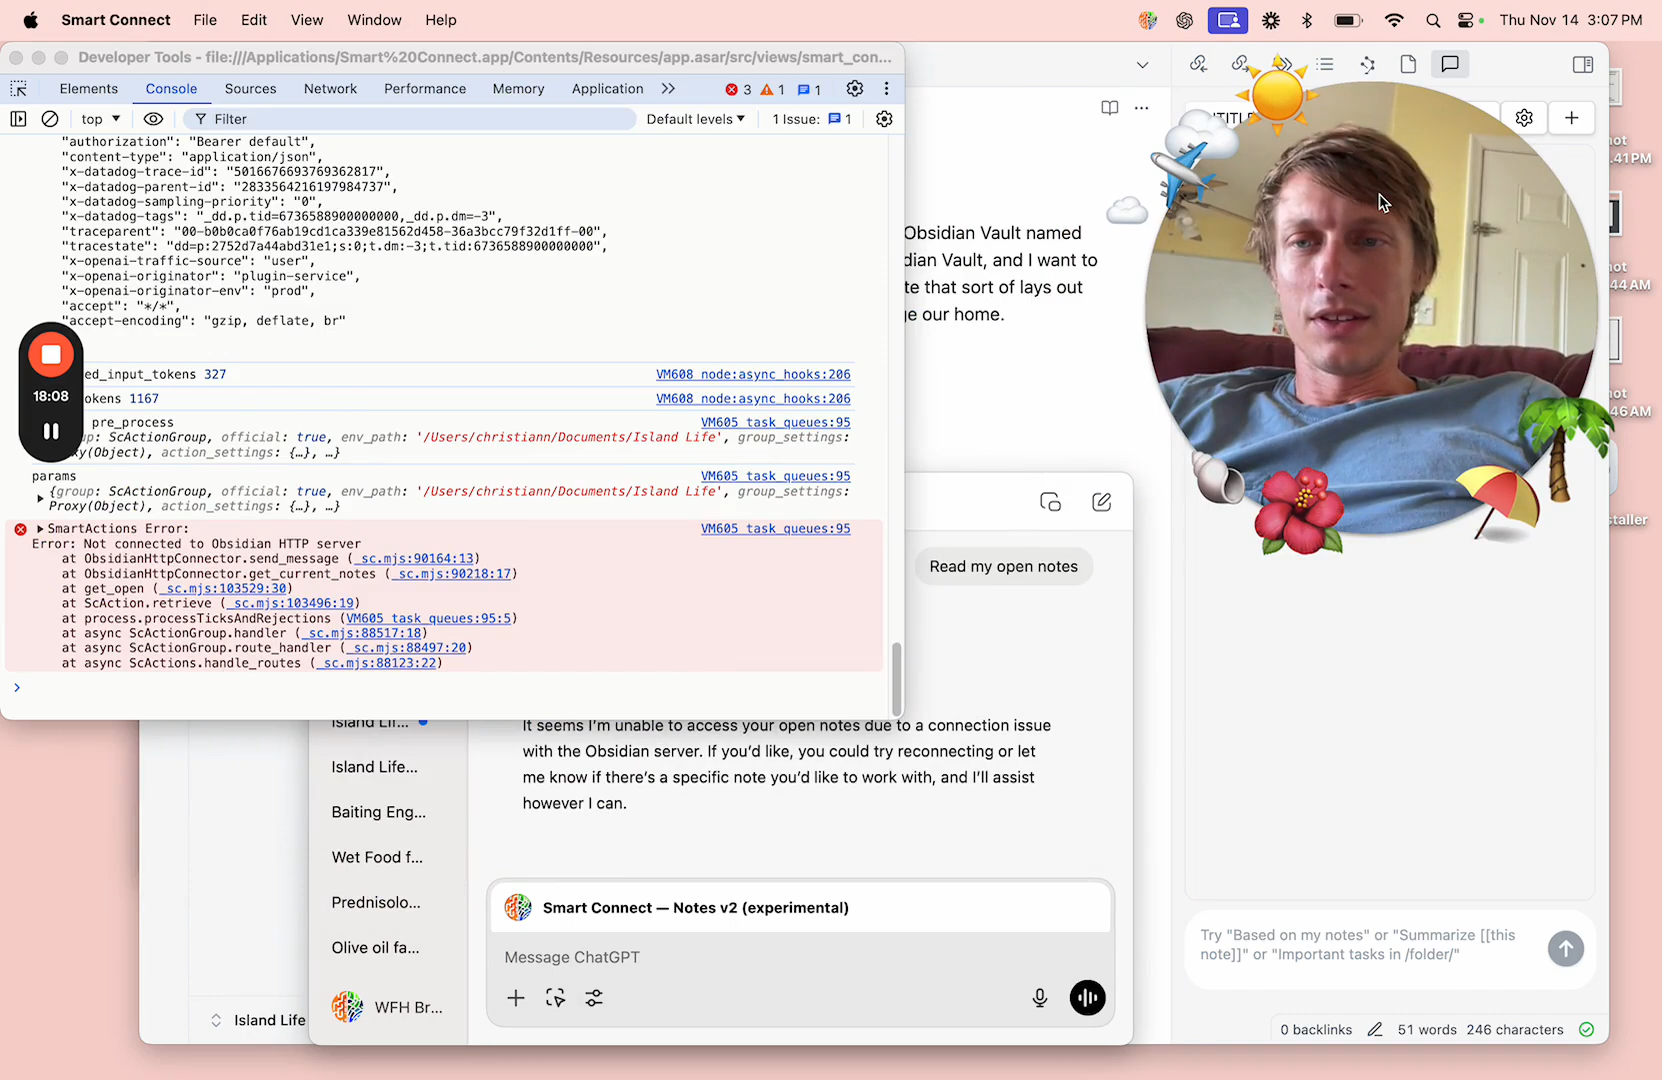 Smart Connect File Edit View Window Help
Thu Nov 14 3:07 PM
Developer Tools - file:///Applications/Smart%20Connect.app/Contents/Resources/app.asar/src/views/smart_con...
Elements Console Sources Network Performance Memory Application 3 1 1
top Filter Default levels 1 Issue: 1
"authorization": "Bearer default",
"content-type": "application/json",
"x-datadog-trace-id": "5016676693769362817",
"x-datadog-parent-id": "2833564216197984737",
"x-datadog-sampling-priority": "0",
"x-datadog-tags": "_dd.p.tid=6736588900000000,_dd.p.dm=-3",
"traceparent": "00-b0b0ca0f76ab19cd1ca339e81562d458-36a3bcc79f32d1ff-00",
"tracestate": "dd=p:2752d7a44abd31e1;s:0;t.dm:-3;t.tid:6736588900000000",
"x-openai-traffic-source": "user",
"x-openai-originator": "plugin-service",
"x-openai-originator-env": "prod",
"accept": "*/*",
"accept-encoding": "gzip, deflate, br"
ed_input_tokens 327 VM608 node:async_hooks:206
okens 1167 VM608 node:async_hooks:206
pre_process VM605 task_queues:95
p: ScActionGroup, official: true, env_path: '/Users/christiann/Documents/Island Life', group_settings:
xy(Object), action_settings: {…}, …}
params VM605 task_queues:95
{group: ScActionGroup, official: true, env_path: '/Users/christiann/Documents/Island Life', group_settings:
Proxy(Object), action_settings: {…}, …}
SmartActions Error: VM605 task_queues:95
Error: Not connected to Obsidian HTTP server
at ObsidianHttpConnector.send_message (_sc.mjs:90164:13)
at ObsidianHttpConnector.get_current_notes (_sc.mjs:90218:17)
at get_open (_sc.mjs:103529:30)
at ScAction.retrieve (_sc.mjs:103496:19)
at process.processTicksAndRejections (VM605 task_queues:95:5)
at async ScActionGroup.handler (_sc.mjs:88517:18)
at async ScActionGroup.route_handler (_sc.mjs:88497:20)
at async ScActions.handle_routes (_sc.mjs:88123:22)
18:08
Obsidian Vault named
dian Vault, and I want to
te that sort of lays out
ge our home.
Read my open notes
It seems I'm unable to access your open notes due to a connection issue
with the Obsidian server. If you'd like, you could try reconnecting or let
me know if there's a specific note you'd like to work with, and I'll assist
however I can.
Island Lif...
Island Life...
Baiting Eng...
Wet Food f...
Prednisolo...
Olive oil fa...
WFH Br...
Island Life
Smart Connect — Notes v2 (experimental)
Message ChatGPT
Try "Based on my notes" or "Summarize [[this
note]]" or "Important tasks in /folder/"
0 backlinks 51 words 246 characters
.41PM
44AM
46AM
staller